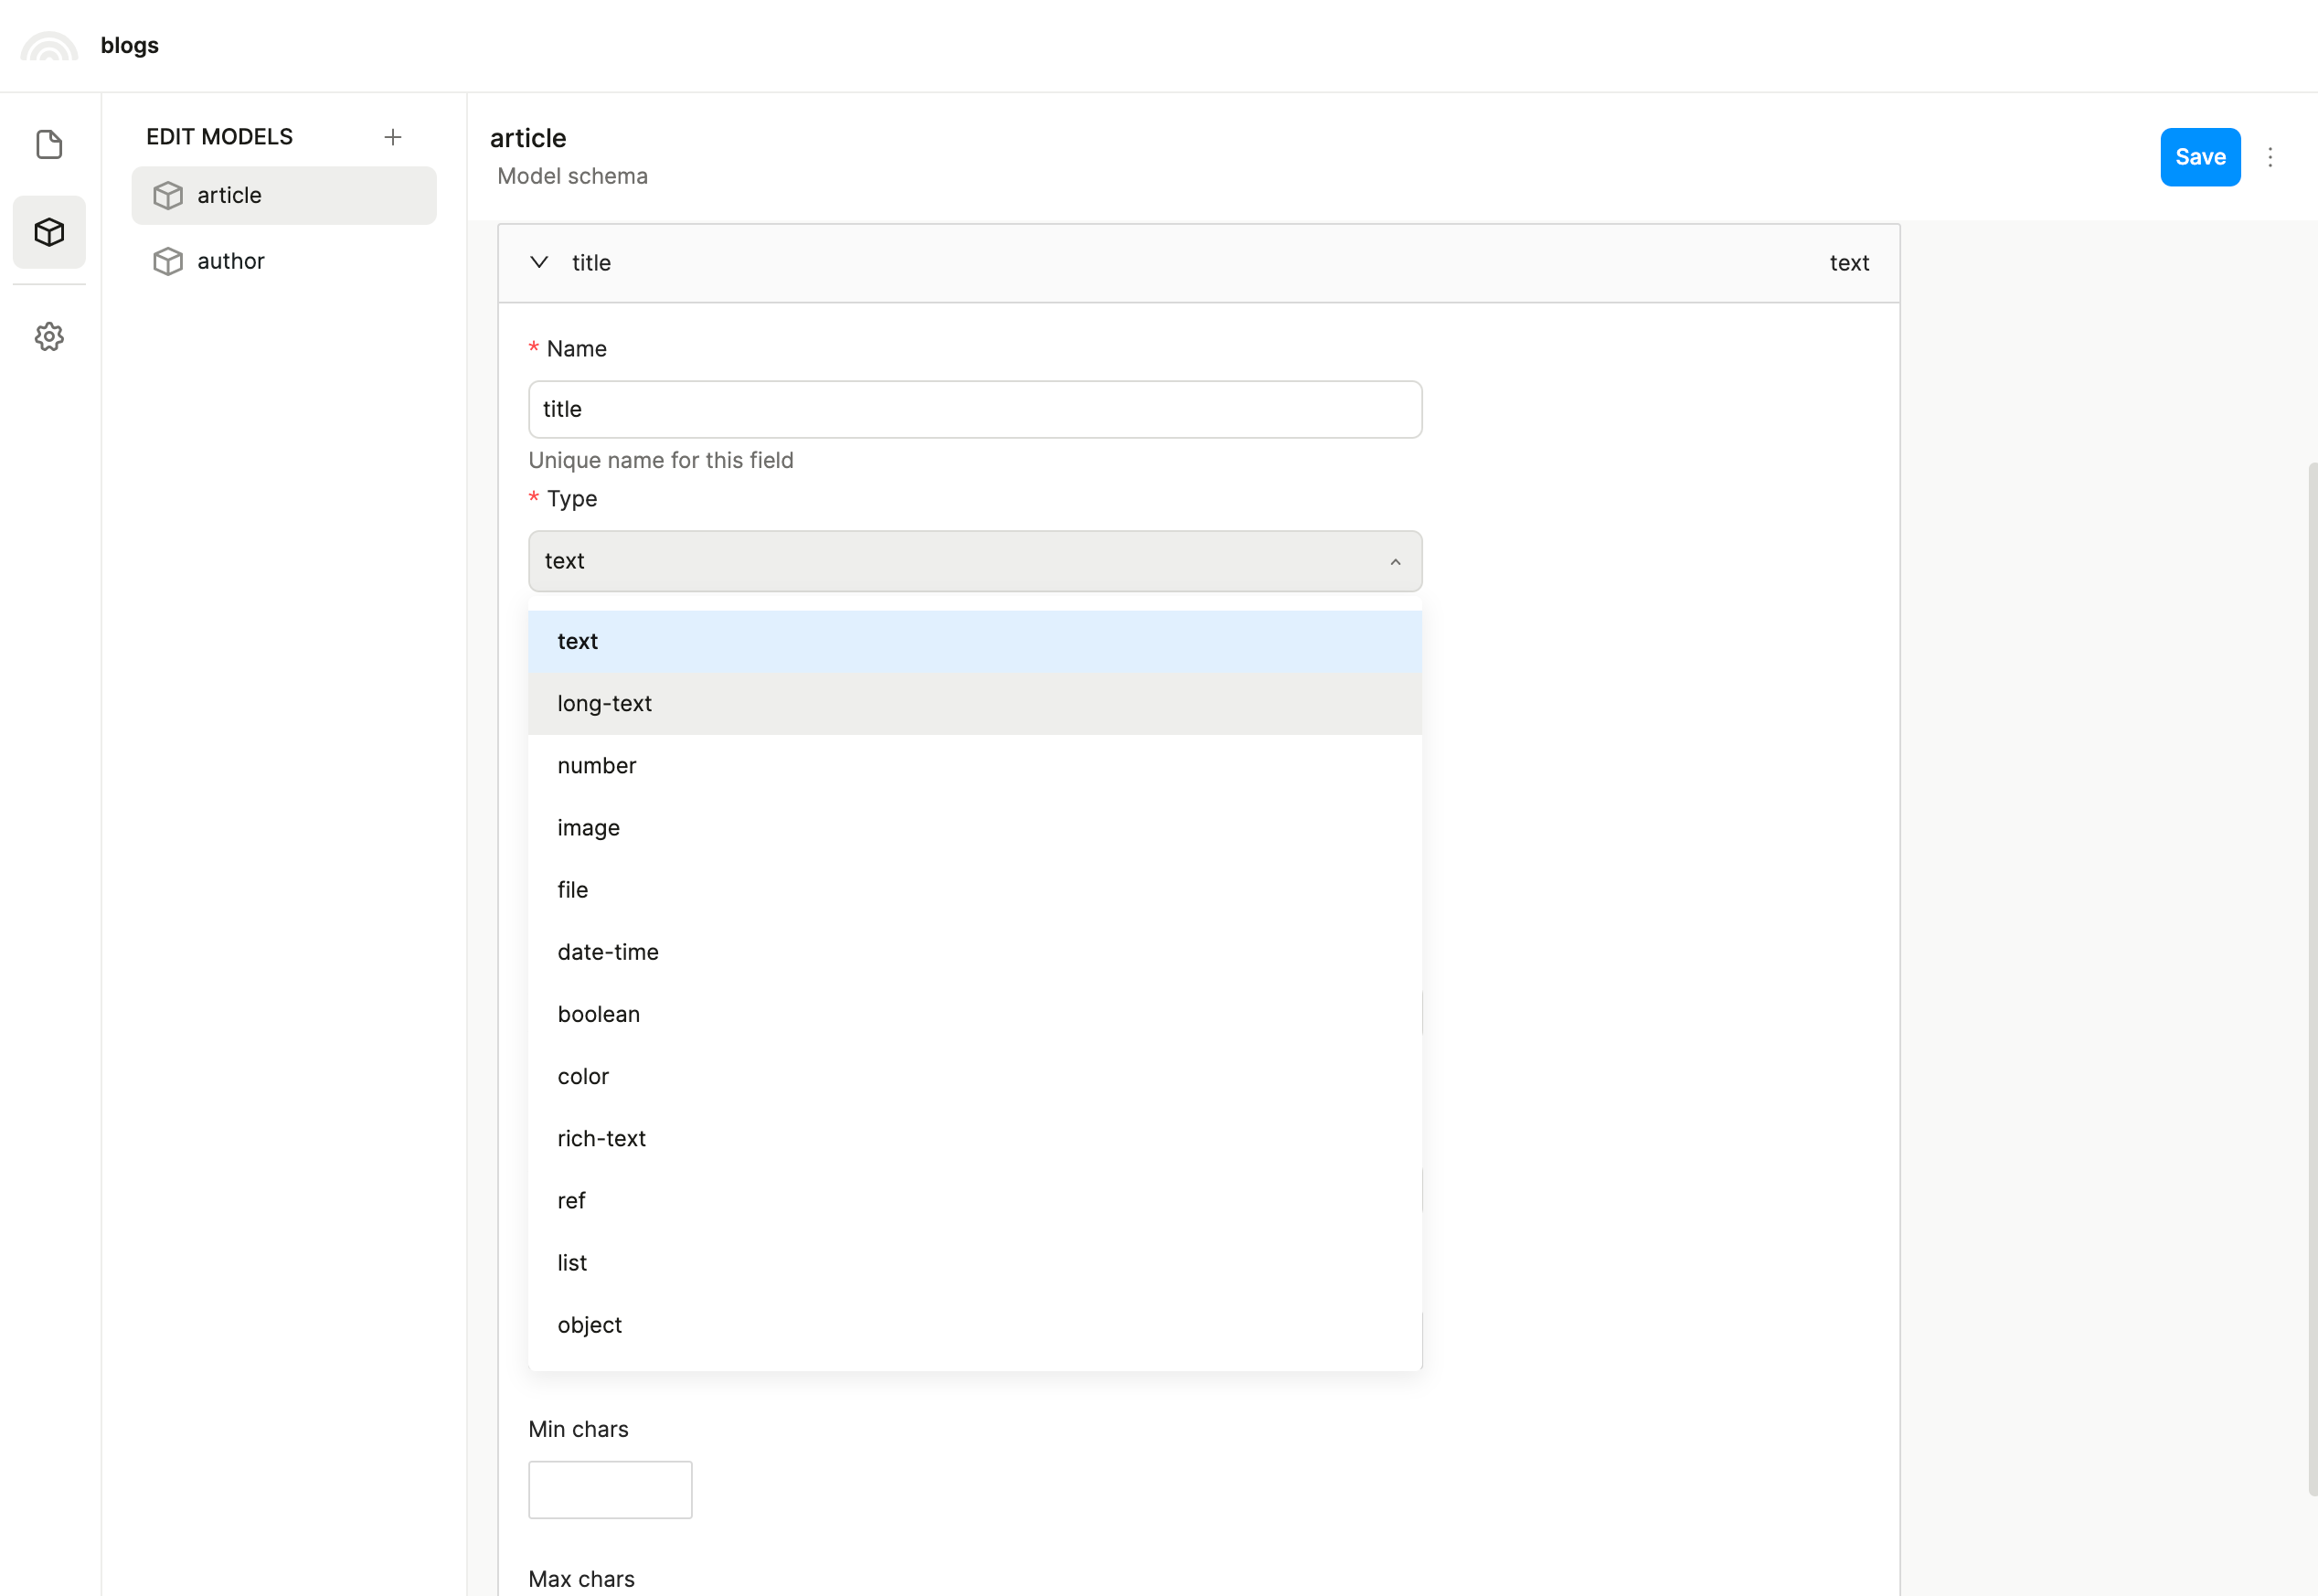 blogs
EDIT MODELS
article
author
article
Model schema
Save
title
text
* Name
title
Unique name for this field
* Type
text
text
long-text
number
image
file
date-time
boolean
color
rich-text
ref
list
object
Min chars
Max chars